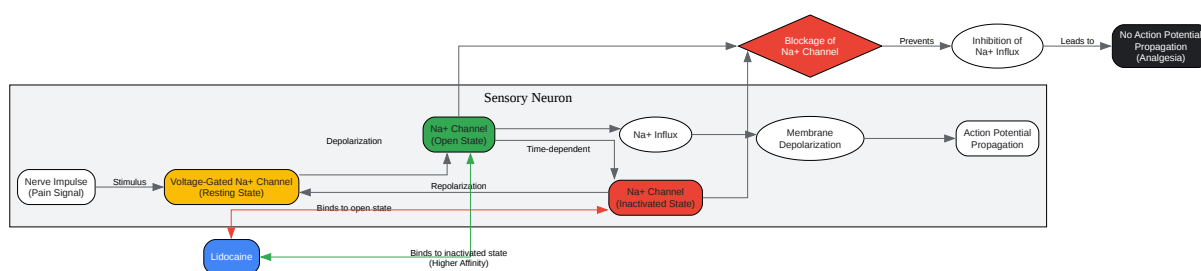 Blockage of
Na+ Channel
Prevents
Inhibition of
Na+ Influx
Leads to
No Action Potential
Propagation
(Analgesia)
Sensory Neuron
Nerve Impulse
(Pain Signal)
Stimulus
Voltage-Gated Na+ Channel
(Resting State)
Depolarization
Na+ Channel
(Open State)
Time-dependent
Na+ Influx
Membrane
Depolarization
Action Potential
Propagation
Repolarization
Na+ Channel
(Inactivated State)
Binds to open state
Lidocaine
Binds to inactivated state
(Higher Affinity)